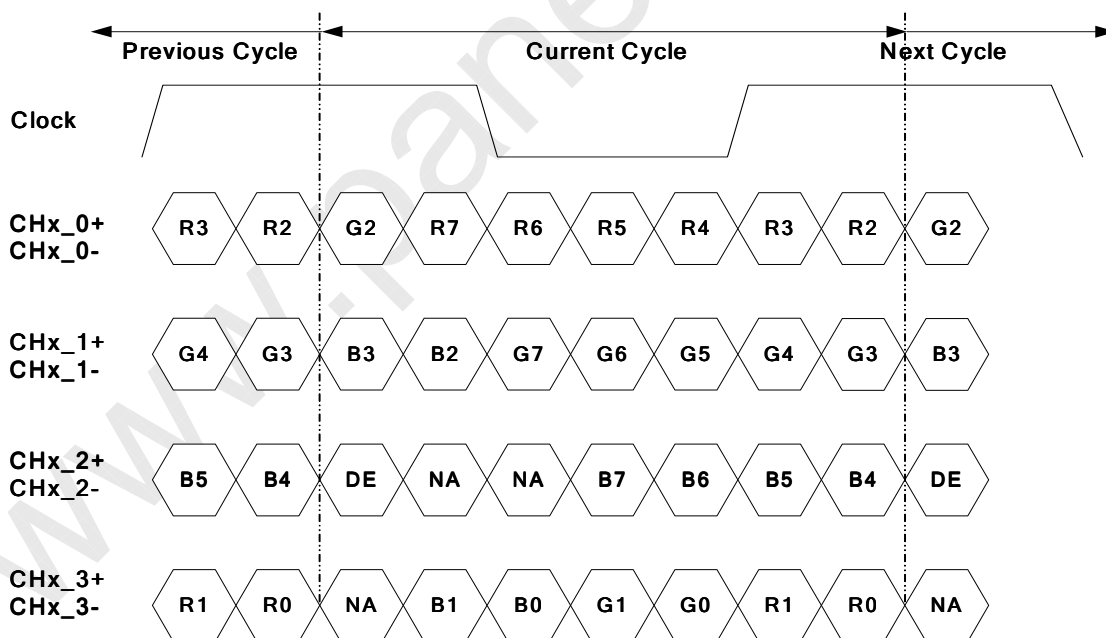 Previous Cycle Current Cycle Next Cycle
Clock
CHx_0+
CHx_0-
R3 R2 G2 R7 R6 R5 R4 R3 R2 G2
CHx_1+
CHx_1-
G4 G3 B3 B2 G7 G6 G5 G4 G3 B3
CHx_2+
CHx_2-
B5 B4 DE NA NA B7 B6 B5 B4 DE
CHx_3+
CHx_3-
R1 R0 NA B1 B0 G1 G0 R1 R0 NA
www.pane